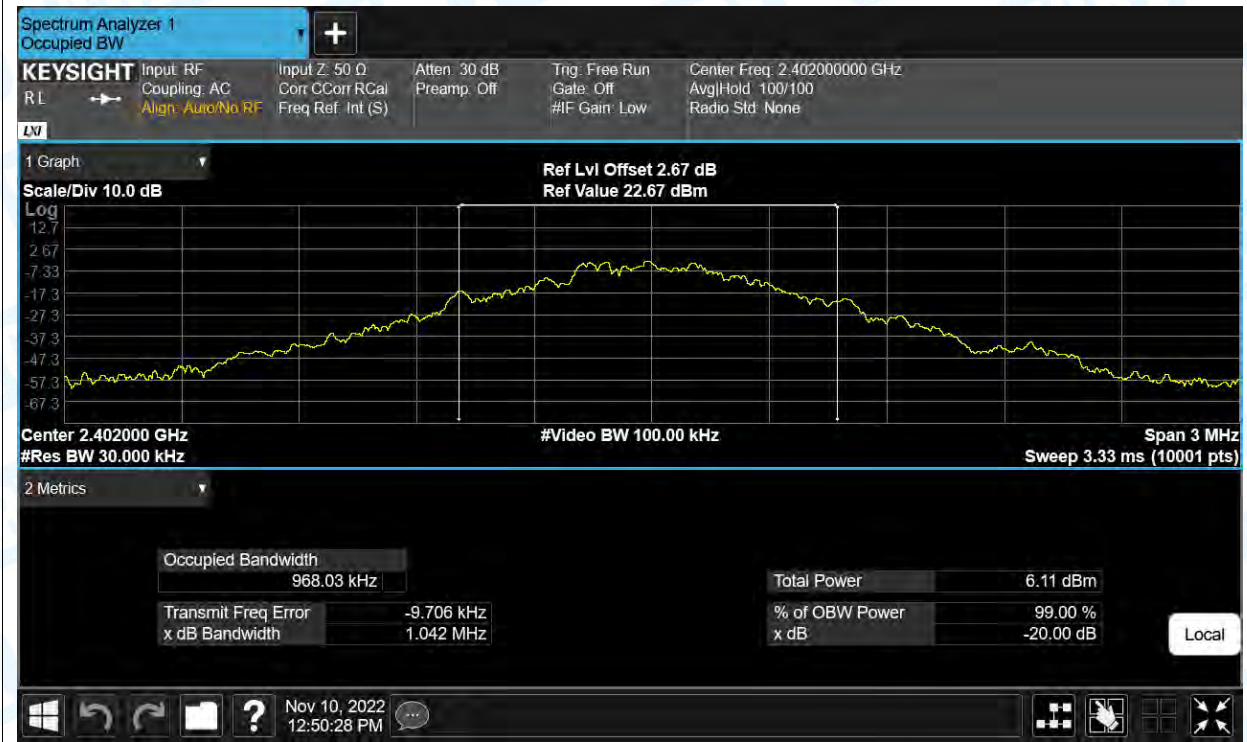 Spectrum Analyzer 1
Occupied BW
+
KEYSIGHT Input: RF Input Z: 50 Ω Atten: 30 dB Trig: Free Run Center Freq: 2.402000000 GHz
R L Coupling: AC Corr CCorr RCal Preamp: Off Gate: Off Avg|Hold: 100/100
Align: Auto/No RF Freq Ref: Int (S) #IF Gain: Low Radio Std: None
LXI
1 Graph
Ref Lvl Offset 2.67 dB
Scale/Div 10.0 dB Ref Value 22.67 dBm
Log
12.7
2.67
-7.33
-17.3
-27.3
-37.3
-47.3
-57.3
-67.3
Center 2.402000 GHz #Video BW 100.00 kHz Span 3 MHz
#Res BW 30.000 kHz Sweep 3.33 ms (10001 pts)
2 Metrics
Occupied Bandwidth
968.03 kHz Total Power 6.11 dBm
Transmit Freq Error -9.706 kHz % of OBW Power 99.00 %
x dB Bandwidth 1.042 MHz x dB -20.00 dB
Local
? Nov 10, 2022
12:50:28 PM